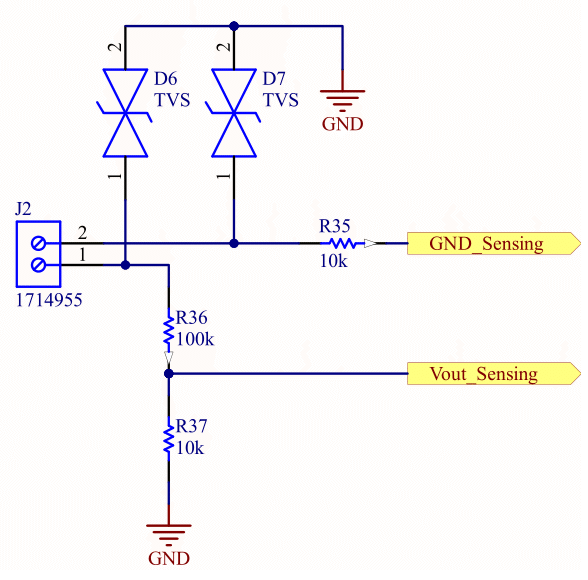 2
2
D6
TVS
D7
TVS
GND
1
1
J2
2
1
1714955
R35
10k
GND_Sensing
R36
100k
Vout_Sensing
R37
10k
GND